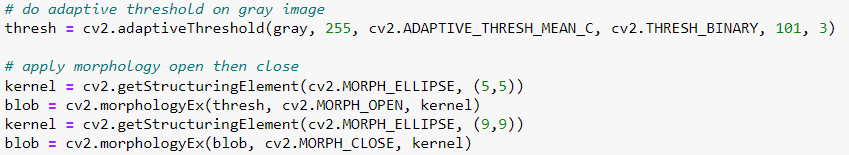 # do adaptive threshold on gray image
thresh = cv2.adaptiveThreshold(gray, 255, cv2.ADAPTIVE_THRESH_MEAN_C, cv2.THRESH_BINARY, 101, 3)
# apply morphology open then close
kernel = cv2.getStructuringElement(cv2.MORPH_ELLIPSE, (5,5))
blob = cv2.morphologyEx(thresh, cv2.MORPH_OPEN, kernel)
kernel = cv2.getStructuringElement(cv2.MORPH_ELLIPSE, (9,9))
blob = cv2.morphologyEx(blob, cv2.MORPH_CLOSE, kernel)